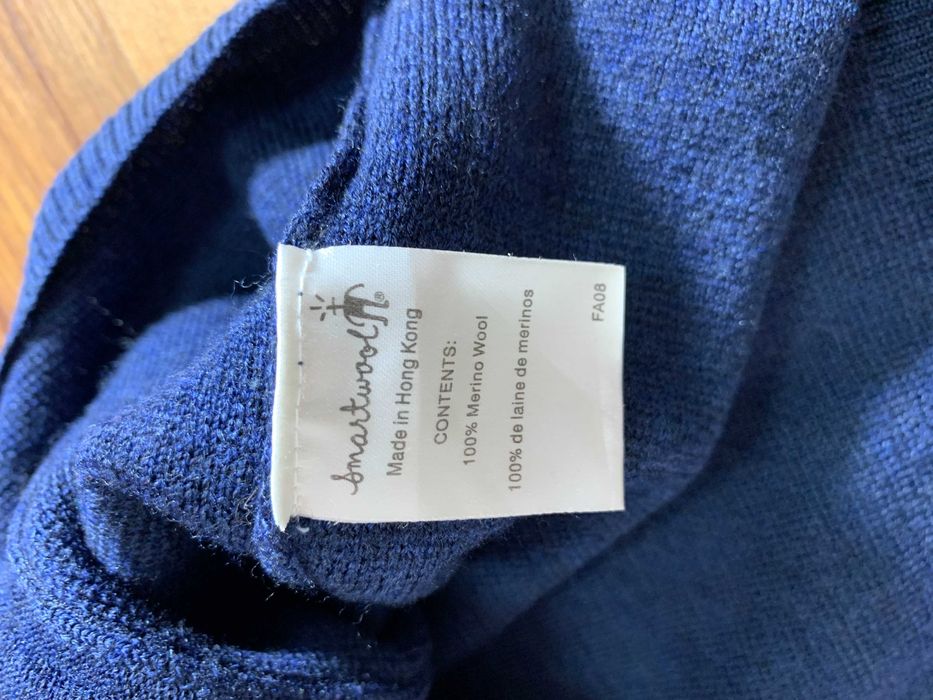 smartwool®
Made in Hong Kong
CONTENTS:
100% Merino Wool
100% de laine de merinos
FA08